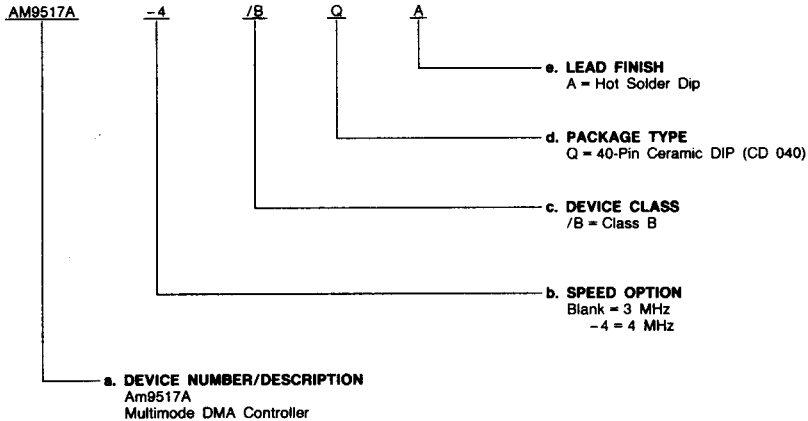 AM9517A -4 /B Q A
e. LEAD FINISH
A = Hot Solder Dip
d. PACKAGE TYPE
Q = 40-Pin Ceramic DIP (CD 040)
c. DEVICE CLASS
/B = Class B
b. SPEED OPTION
Blank = 3 MHz
-4 = 4 MHz
a. DEVICE NUMBER/DESCRIPTION
Am9517A
Multimode DMA Controller